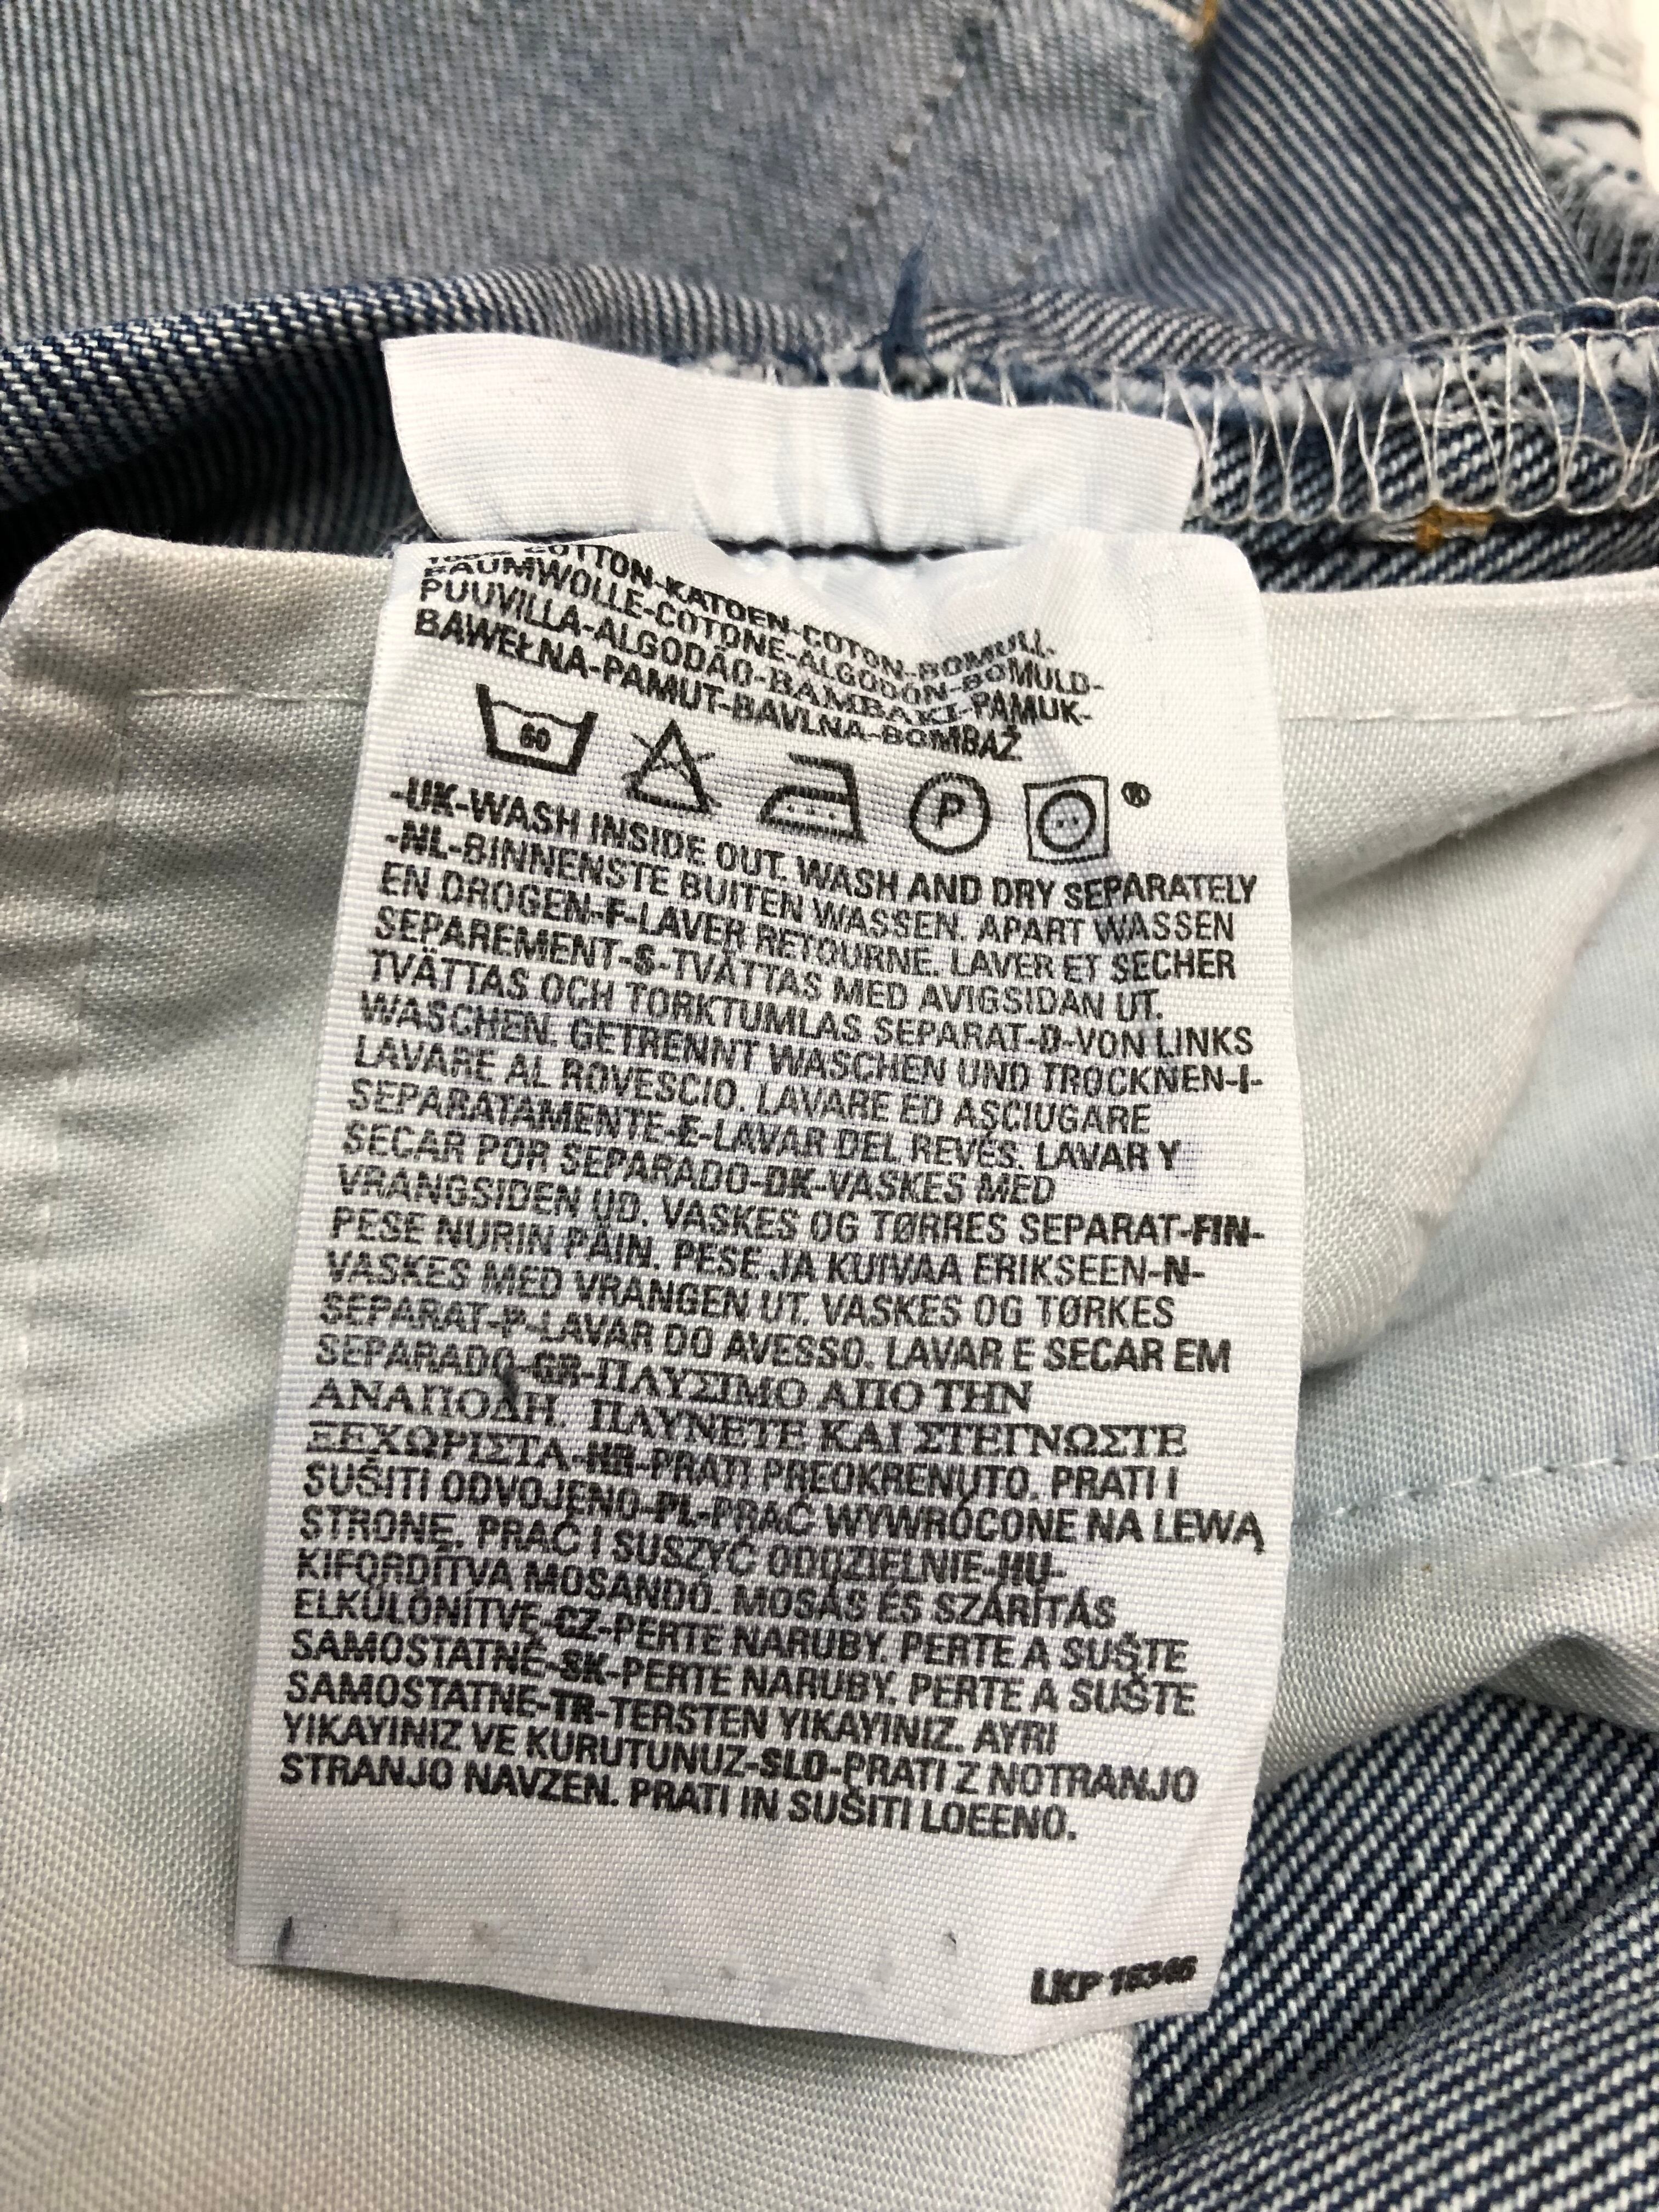 100% COTTON-KATOEN-COTON-BOMULL-
BAUMWOLLE-COTONE-ALGODÓN-BOMULD-
PUUVILLA-ALGODÃO-BAMBAKI-PAMUK-
BAWEŁNA-PAMUT-BAVLNA-BOMBAŽ
60 P ®
-UK-WASH INSIDE OUT. WASH AND DRY SEPARATELY
-NL-BINNENSTE BUITEN WASSEN. APART WASSEN
EN DROGEN-F-LAVER RETOURNE. LAVER ET SECHER
SEPAREMENT-S-TVÄTTAS MED AVIGSIDAN UT.
TVÄTTAS OCH TORKTUMLAS SEPARAT-D-VON LINKS
WASCHEN. GETRENNT WASCHEN UND TROCKNEN-I-
LAVARE AL ROVESCIO. LAVARE ED ASCIUGARE
SEPARATAMENTE-E-LAVAR DEL REVÉS. LAVAR Y
SECAR POR SEPARADO-DK-VASKES MED
VRANGSIDEN UD. VASKES OG TØRRES SEPARAT-FIN-
PESE NURIN PÄIN. PESE JA KUIVAA ERIKSEEN-N-
VASKES MED VRANGEN UT. VASKES OG TØRKES
SEPARAT-P-LAVAR DO AVESSO. LAVAR E SECAR EM
SEPARADO-GR-ΠΛΥΣΙΜΟ ΑΠΟ ΤΗΝ
ΑΝΑΠΟΔΗ. ΠΛΥΝΕΤΕ ΚΑΙ ΣΤΕΓΝΩΣΤΕ
ΞΕΧΩΡΙΣΤΑ-HR-PRATI PREOKRENUTO. PRATI I
SUŠITI ODVOJENO-PL-PRAĆ WYWRÓCONE NA LEWĄ
STRONĘ. PRAĆ I SUSZYĆ ODDZIELNIE-HU-
KIFORDÍTVA MOSANDÓ. MOSÁS ÉS SZÁRÍTÁS
ELKÜLÖNÍTVE-CZ-PERTE NARUBY. PERTE A SUŠTE
SAMOSTATNĚ-SK-PERTE NARUBY. PERTE A SUŠTE
SAMOSTATNE-TR-TERSTEN YIKAYINIZ. AYRI
YIKAYINIZ VE KURUTUNUZ-SLO-PRATI Z NOTRANJO
STRANJO NAVZEN. PRATI IN SUŠITI LOEENO.
LKP